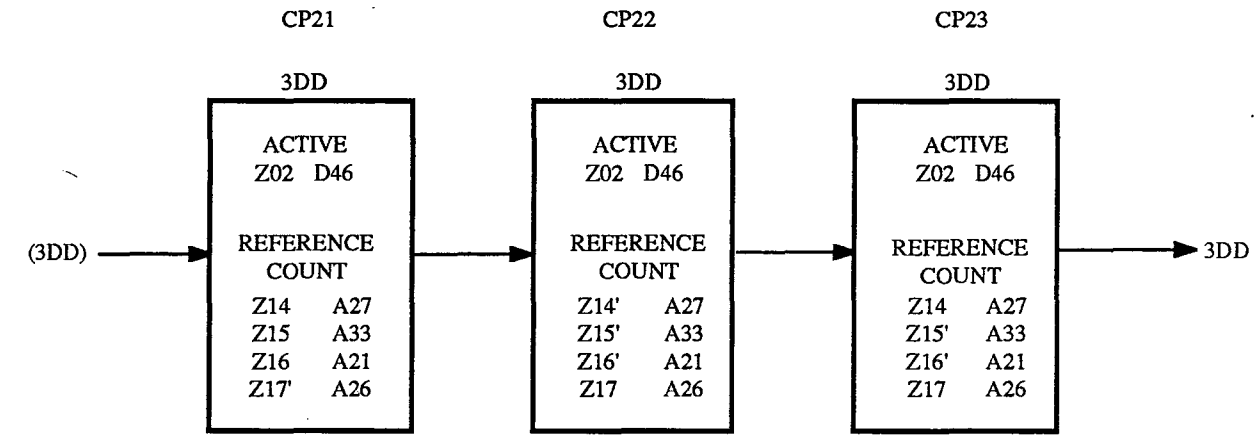 CP21 CP22 CP23
3DD 3DD 3DD
ACTIVE ACTIVE ACTIVE
Z02 D46 Z02 D46 Z02 D46
(3DD) REFERENCE REFERENCE REFERENCE 3DD
COUNT COUNT COUNT
Z14 A27 Z14' A27 Z14 A27
Z15 A33 Z15' A33 Z15' A33
Z16 A21 Z16' A21 Z16' A21
Z17' A26 Z17 A26 Z17 A26